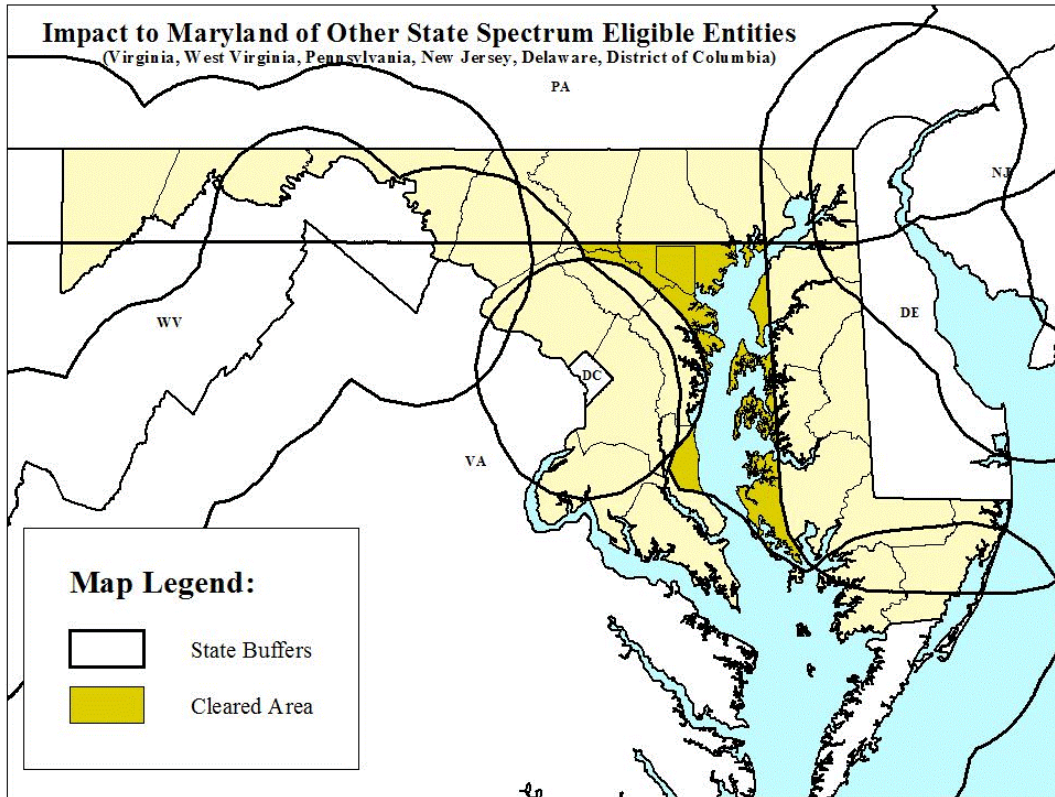 Impact to Maryland of Other State Spectrum Eligible Entities
(Virginia, West Virginia, Pennsylvania, New Jersey, Delaware, District of Columbia)
PA
NJ
WV
DE
DC
VA
Map Legend:
State Buffers
Cleared Area